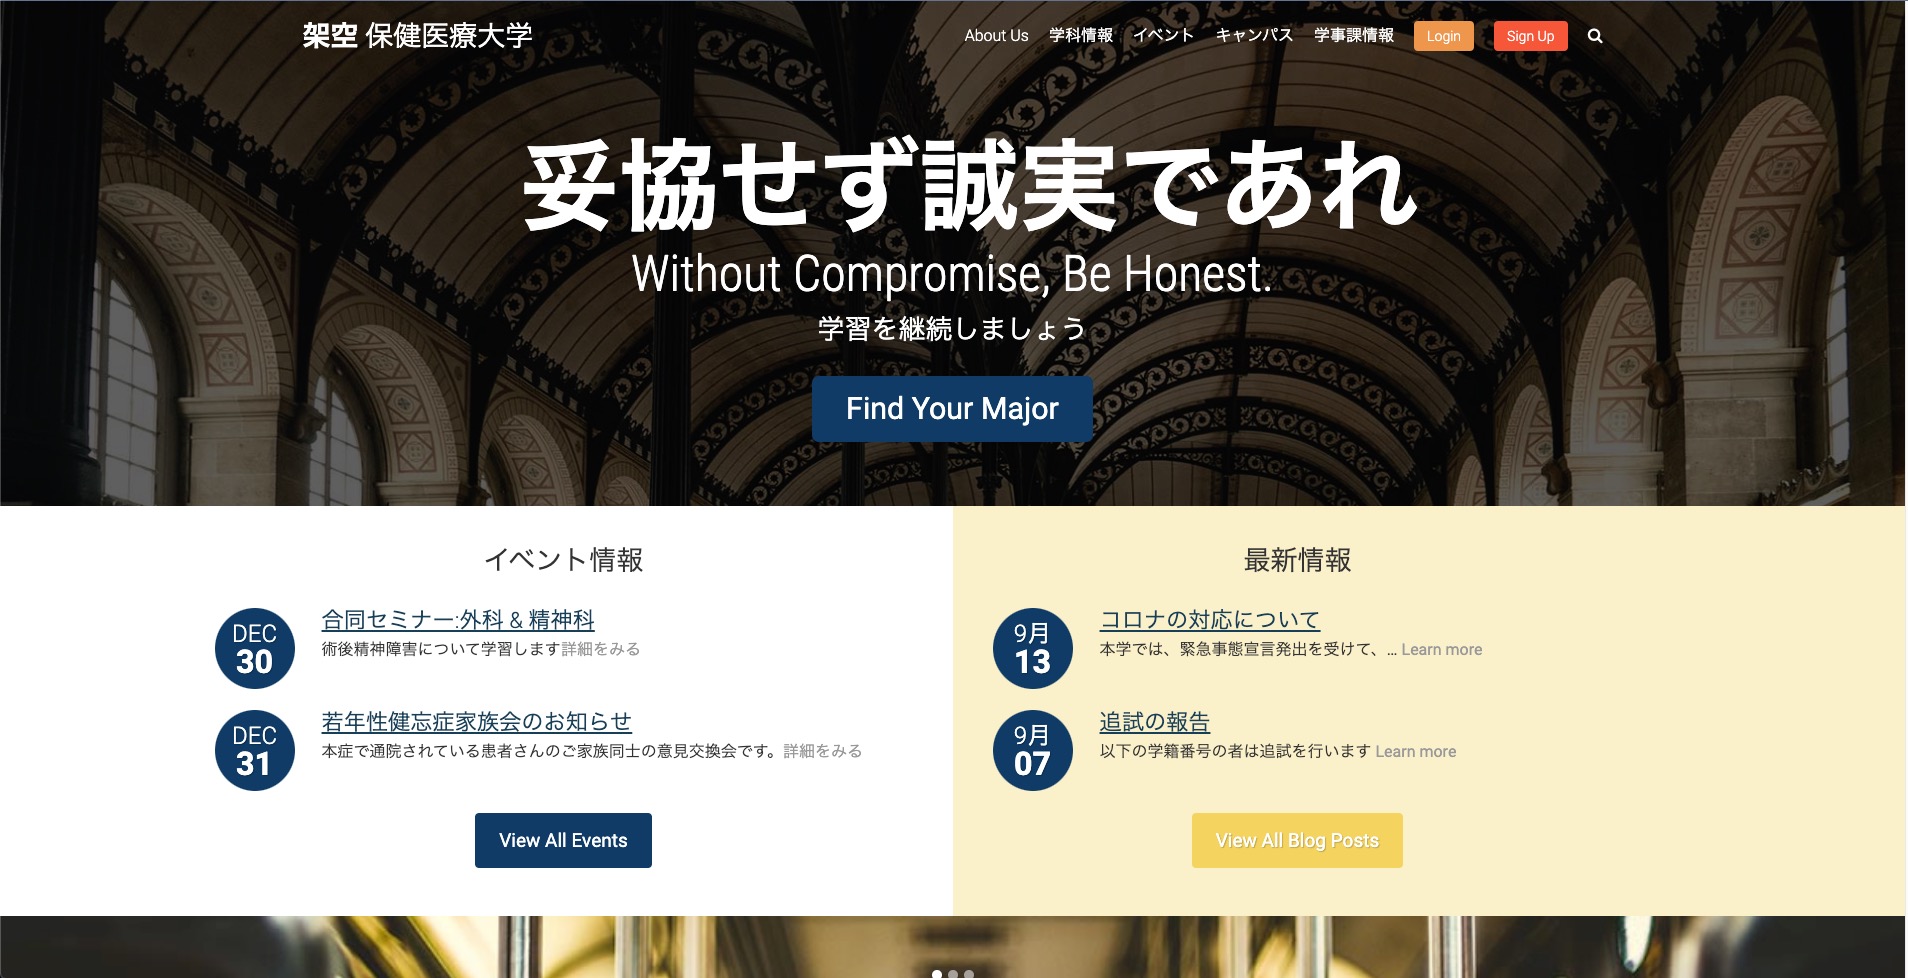 架空 保健医療大学
About Us 学科情報 イベント キャンパス 学事課情報 Login Sign Up
妥協せず誠実であれ
Without Compromise, Be Honest.
学習を継続しましょう
Find Your Major
イベント情報
DEC
30
合同セミナー:外科 & 精神科
術後精神障害について学習します詳細をみる
DEC
31
若年性健忘症家族会のお知らせ
本症で通院されている患者さんのご家族同士の意見交換会です。詳細をみる
View All Events
最新情報
9月
13
コロナの対応について
本学では、緊急事態宣言発出を受けて、... Learn more
9月
07
追試の報告
以下の学籍番号の者は追試を行います Learn more
View All Blog Posts